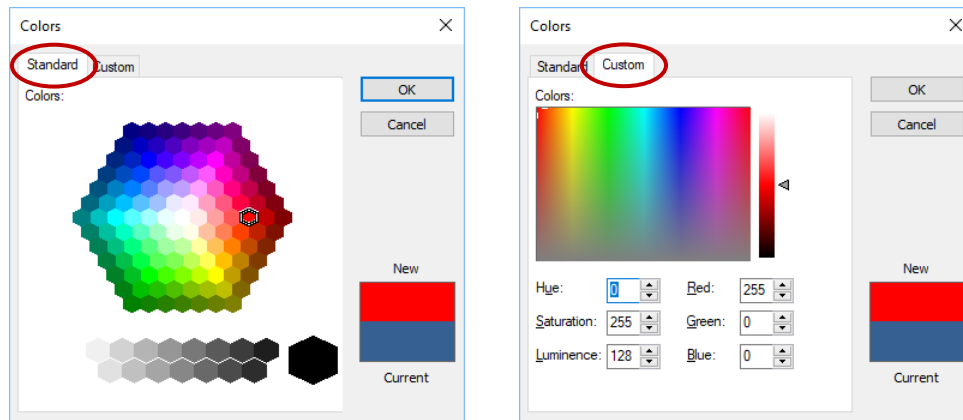 Colors
Standard Custom
Colors:
OK
Cancel
New
Current
Colors
Standard Custom
Colors:
OK
Cancel
Hue: 0 Red: 255
Saturation: 255 Green: 0
Luminence: 128 Blue: 0
New
Current